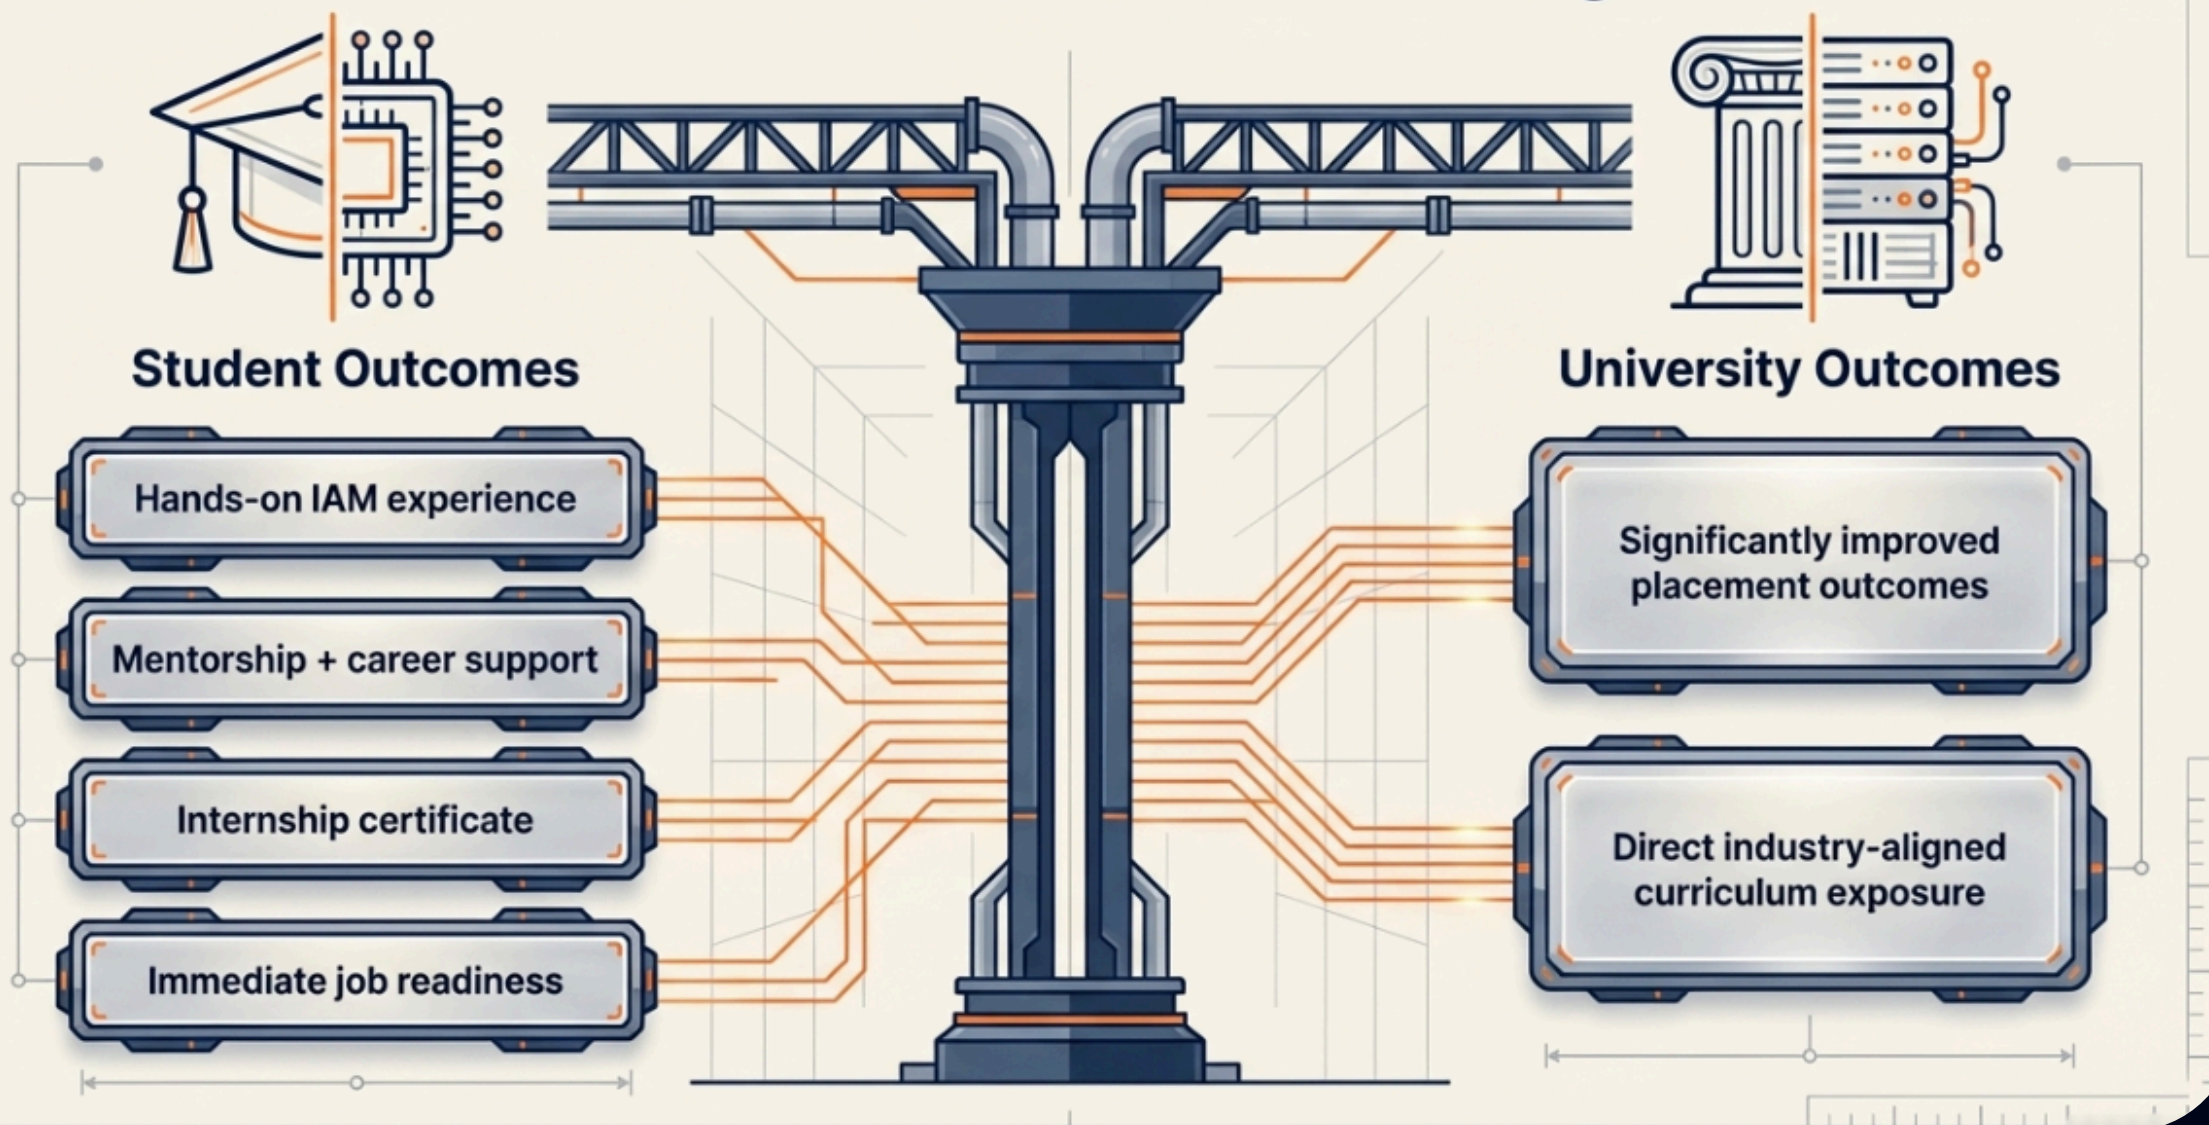 Student Outcomes
Hands-on IAM experience
Mentorship + career support
Internship certificate
Immediate job readiness
University Outcomes
Significantly improved
placement outcomes
Direct industry-aligned
curriculum exposure